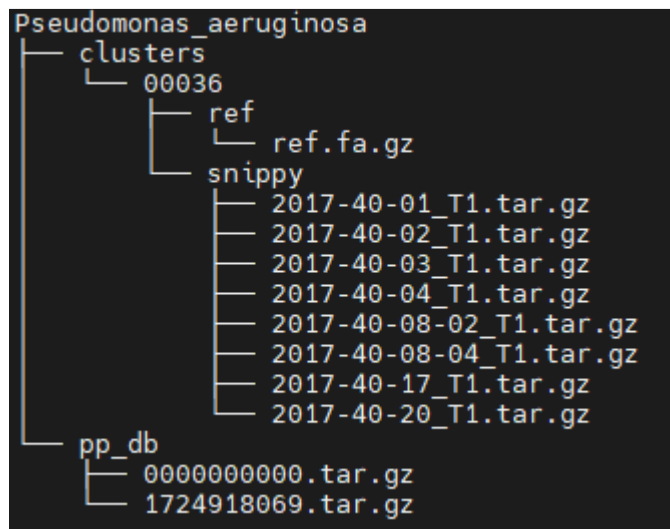 Pseudomonas_aeruginosa
├── clusters
│   └── 00036
│       ├── ref
│       │   └── ref.fa.gz
│       └── snippy
│           ├── 2017-40-01_T1.tar.gz
│           ├── 2017-40-02_T1.tar.gz
│           ├── 2017-40-03_T1.tar.gz
│           ├── 2017-40-04_T1.tar.gz
│           ├── 2017-40-08-02_T1.tar.gz
│           ├── 2017-40-08-04_T1.tar.gz
│           ├── 2017-40-17_T1.tar.gz
│           └── 2017-40-20_T1.tar.gz
└── pp_db
    ├── 0000000000.tar.gz
    └── 1724918069.tar.gz